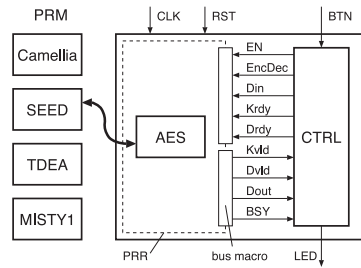 PRM
CLK
RST
BTN
Camellia
SEED
TDEA
MISTY1
AES
EN
EncDec
Din
Krdy
Drdy
Kvld
Dvld
Dout
BSY
CTRL
PRR
bus macro
LED